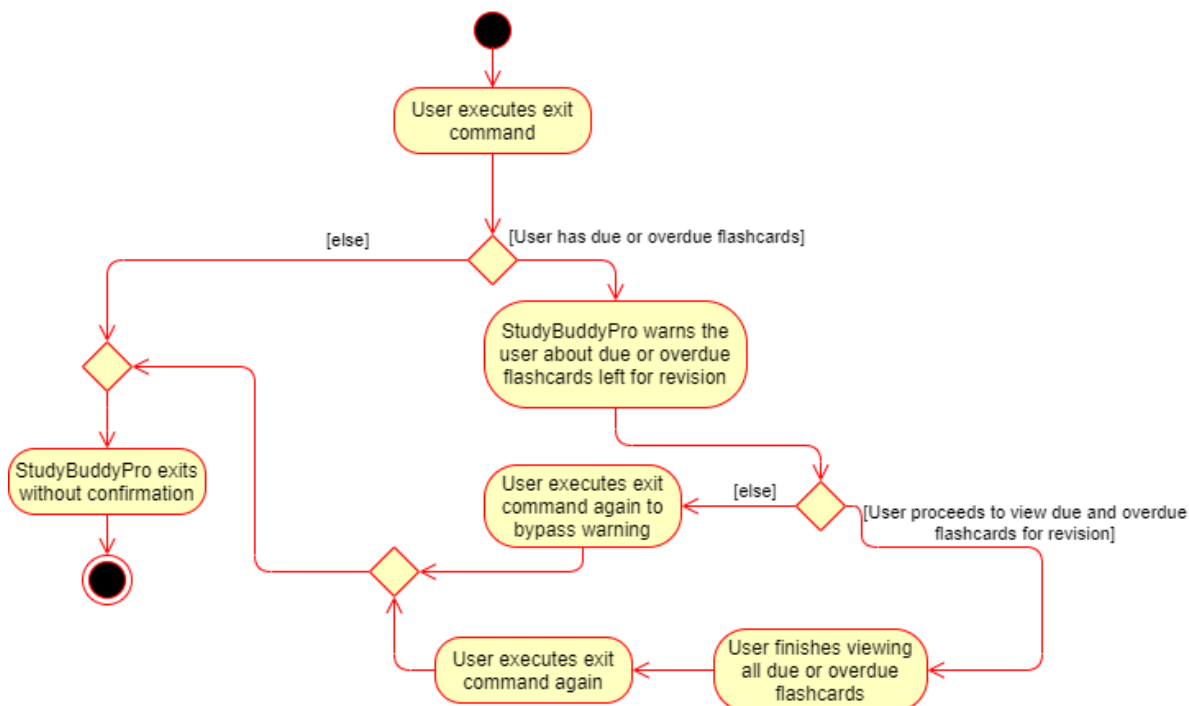 User executes exit
command
[else]
[User has due or overdue flashcards]
StudyBuddyPro warns the
user about due or overdue
flashcards left for revision
StudyBuddyPro exits
without confirmation
User executes exit
command again to
bypass warning
[else]
[User proceeds to view due and overdue
flashcards for revision]
User executes exit
command again
User finishes viewing
all due or overdue
flashcards